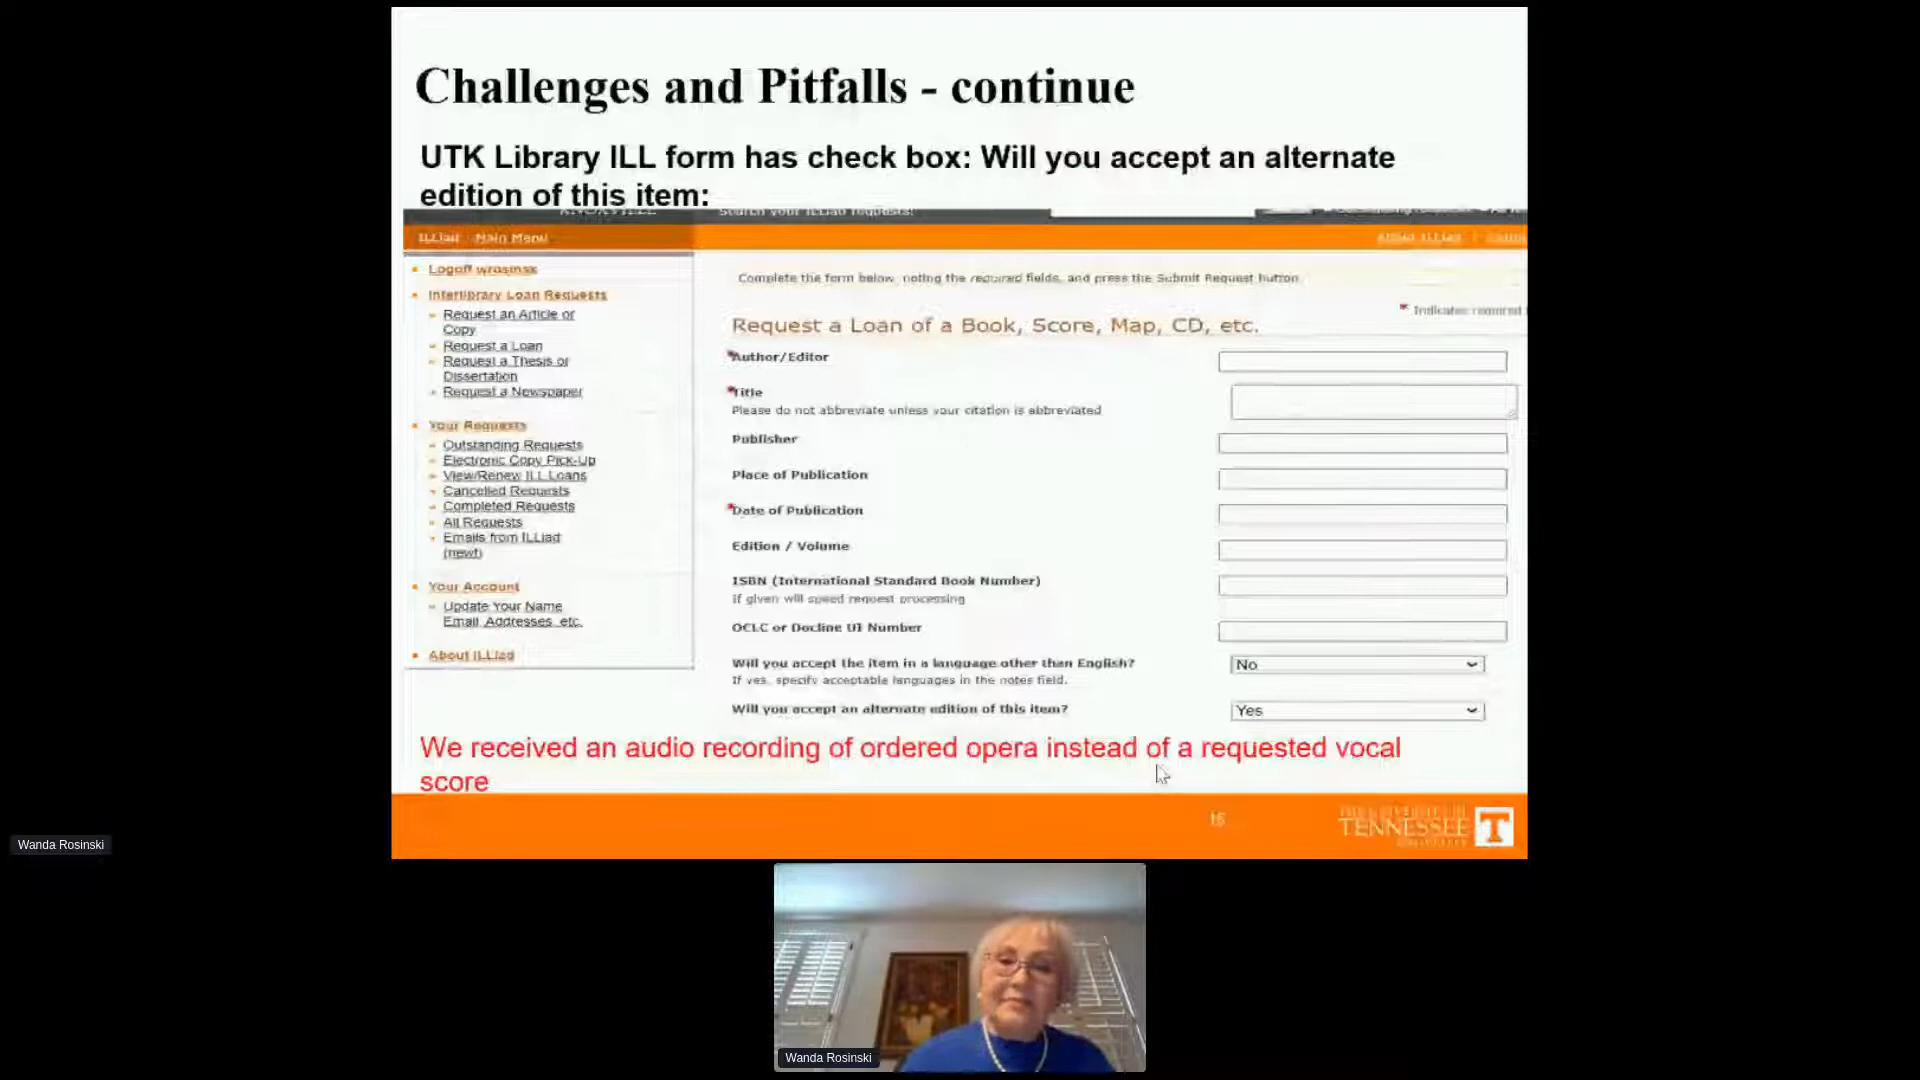 Challenges and Pitfalls - continue
UTK Library ILL form has check box: Will you accept an alternate
edition of this item:
Search your ILLiad requests!
ILLiad Main Menu
About ILLiad
Logoff wrosinsk
Interlibrary Loan Requests
Request an Article or
Copy
Request a Loan
Request a Thesis or
Dissertation
Request a Newspaper
Your Requests
Outstanding Requests
Electronic Copy Pick-Up
View/Renew ILL Loans
Cancelled Requests
Completed Requests
All Requests
Emails from ILLiad
(new!)
Your Account
Update Your Name
Email, Addresses, etc.
About ILLiad
Complete the form below, noting the required fields, and press the Submit Request button.
* Indicates required
Request a Loan of a Book, Score, Map, CD, etc.
*Author/Editor
*Title
Please do not abbreviate unless your citation is abbreviated
Publisher
Place of Publication
*Date of Publication
Edition / Volume
ISBN (International Standard Book Number)
If given will speed request processing
OCLC or Docline UI Number
Will you accept the item in a language other than English?
No
If yes, specify acceptable languages in the notes field.
Will you accept an alternate edition of this item?
Yes
We received an audio recording of ordered opera instead of a requested vocal
score
TENNESSEE
T
Wanda Rosinski
Wanda Rosinski